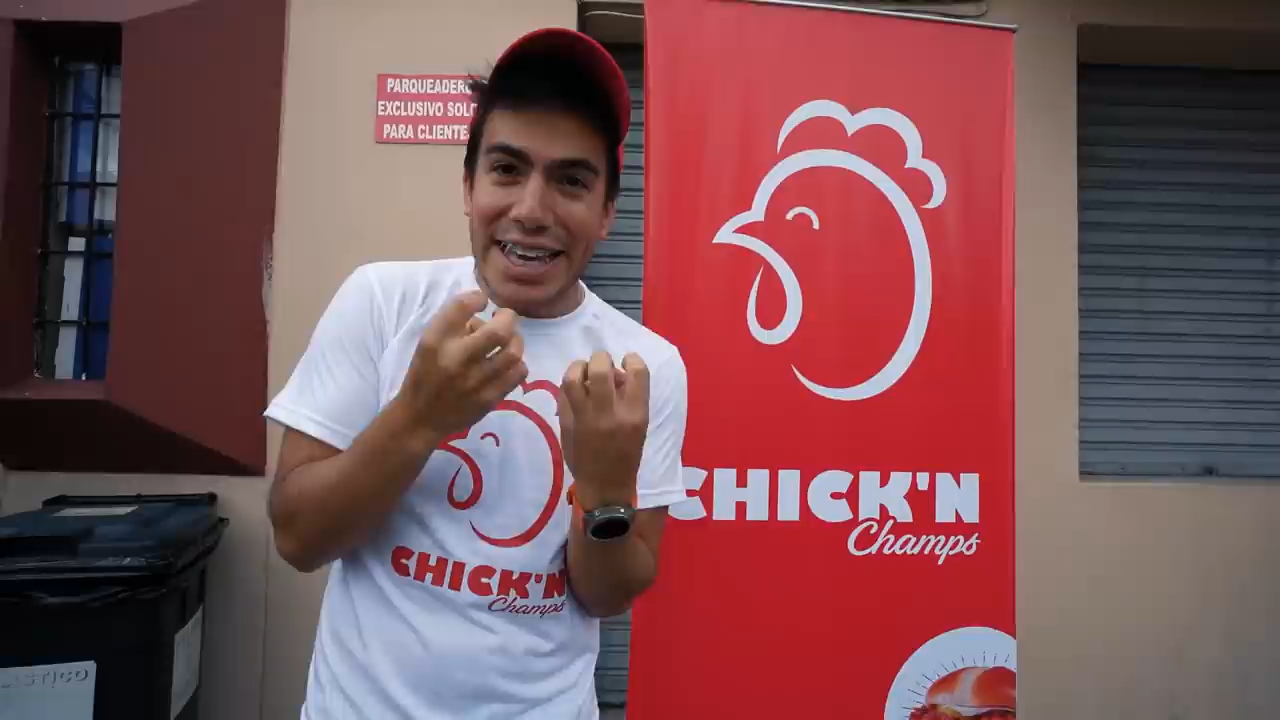 PARQUEADERO
EXCLUSIVO SOLO
PARA CLIENTE
CHICK'N
Champs
CHICK'N
Champs